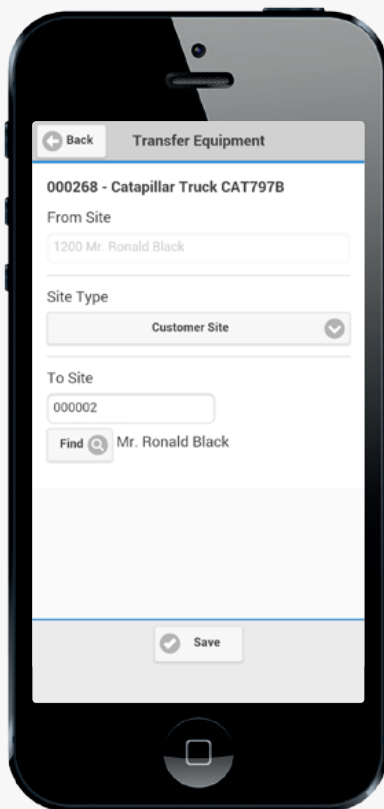 Back
Transfer Equipment
000268 - Catapillar Truck CAT797B
From Site
1200 Mr. Ronald Black
Site Type
Customer Site
To Site
000002
Find Mr. Ronald Black
Save